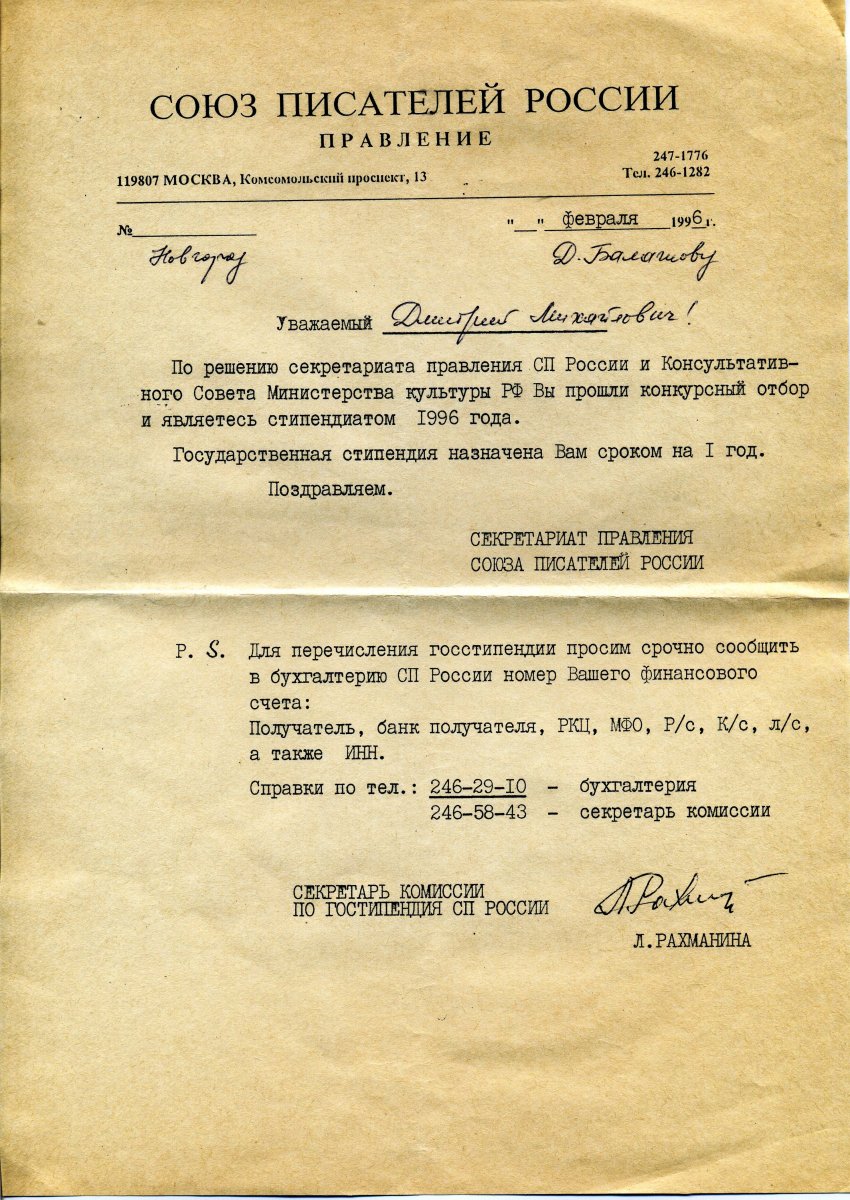 СОЮЗ ПИСАТЕЛЕЙ РОССИИ
ПРАВЛЕНИЕ
247-1776
119807 МОСКВА, Комсомольский проспект, 13 Тел. 246-1282
№ "__" февраля 1996 г.
Новгород Д. Балашову
Уважаемый Дмитрий Михайлович!
По решению секретариата правления СП России и Консультатив-
ного Совета Министерства культуры РФ Вы прошли конкурсный отбор
и являетесь стипендиатом I996 года.
Государственная стипендия назначена Вам сроком на I год.
Поздравляем.
СЕКРЕТАРИАТ ПРАВЛЕНИЯ
СОЮЗА ПИСАТЕЛЕЙ РОССИИ
P. S. Для перечисления госстипендии просим срочно сообщить
в бухгалтерию СП России номер Вашего финансового
счета:
Получатель, банк получателя, РКЦ, МФО, Р/с, К/с, л/с,
а также ИНН.
Справки по тел.: 246-29-I0 - бухгалтерия
246-58-43 - секретарь комиссии
СЕКРЕТАРЬ КОМИССИИ
ПО ГОСТИПЕНДИЯ СП РОССИИ
Л.РАХМАНИНА